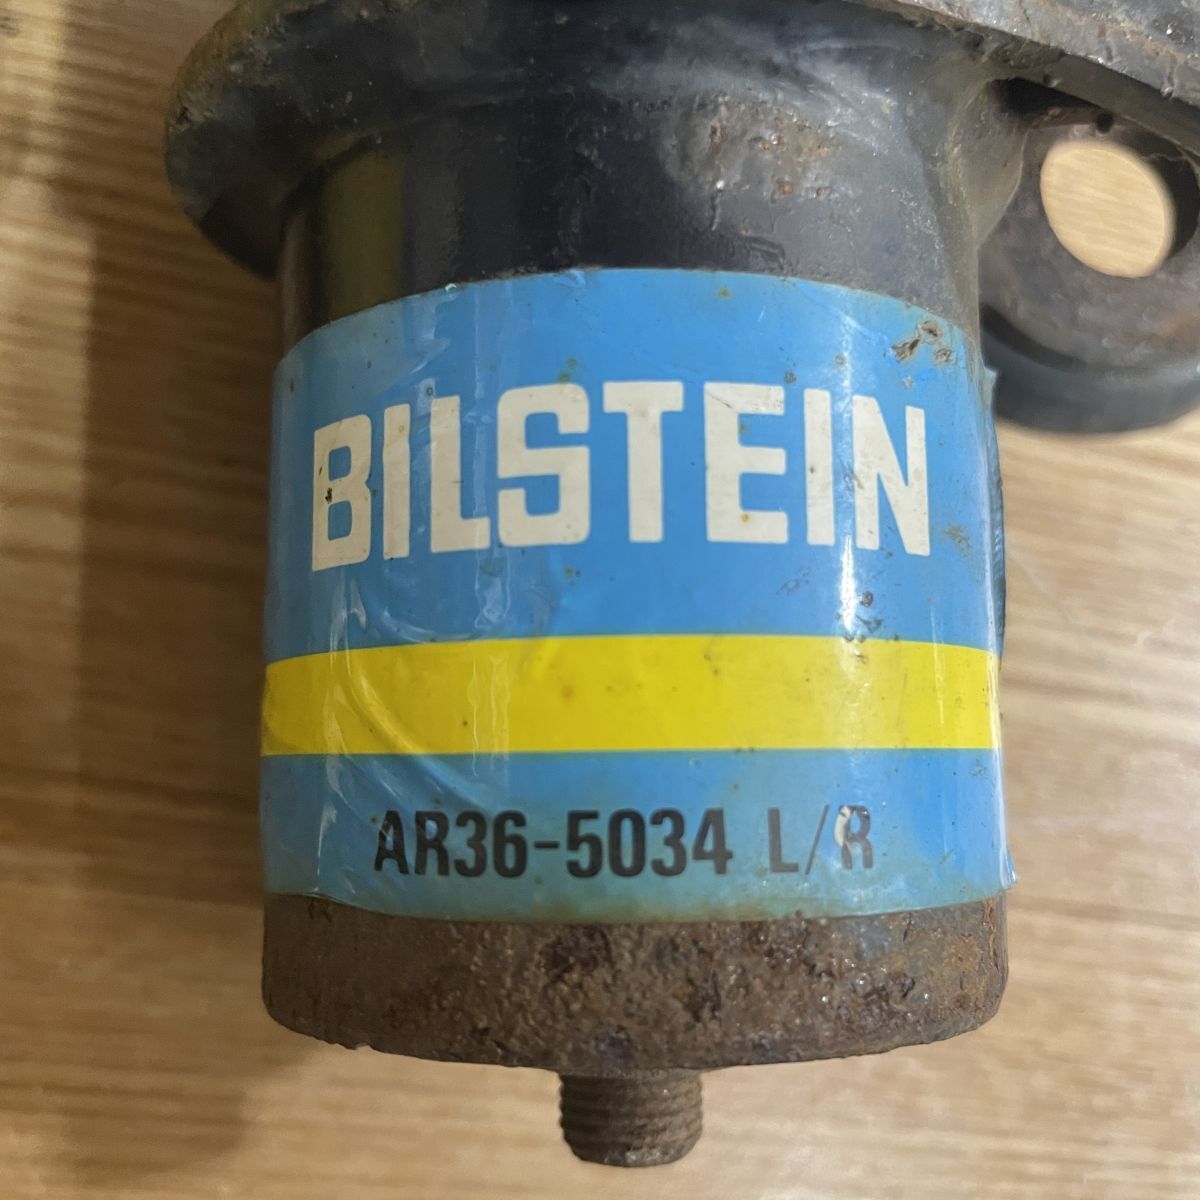 BILSTEIN
AR36-5034 L/R